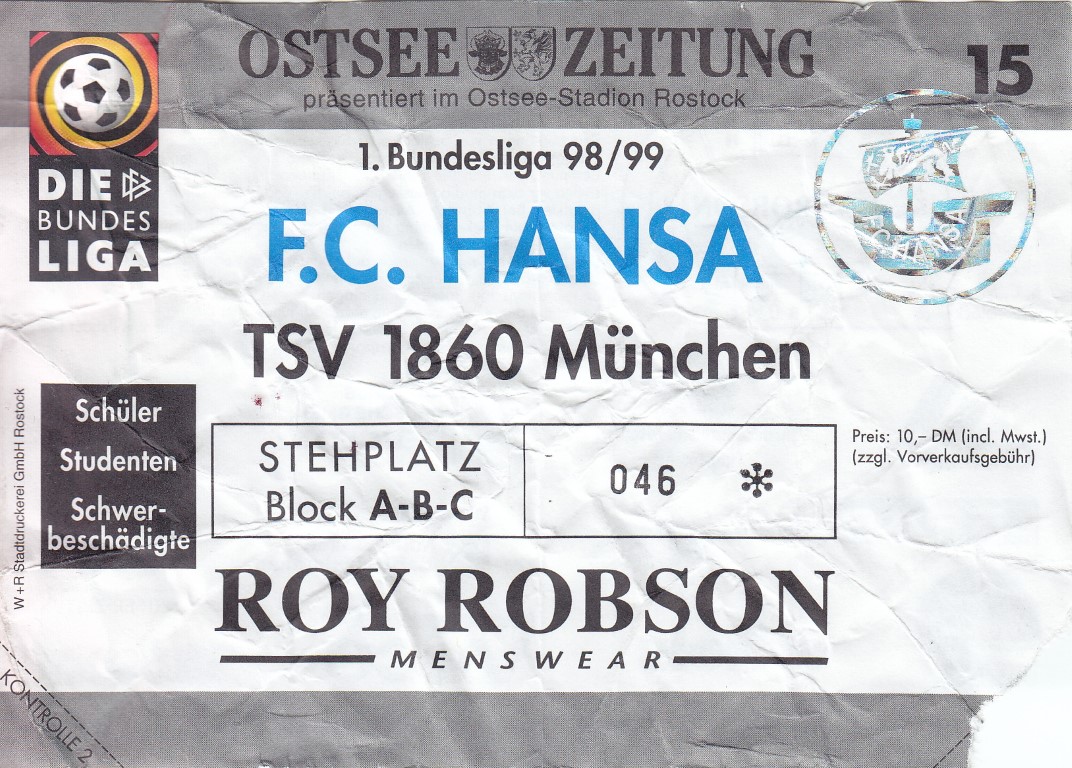 OSTSEE ZEITUNG
präsentiert im Ostsee-Stadion Rostock
15
1. Bundesliga 98/99
DIE DFB
BUNDES
LIGA
F.C. HANSA
F.C. HANSA
TSV 1860 München
Schüler
Studenten
Schwer-
beschädigte
STEHPLATZ
Block A-B-C
046 *
Preis: 10,– DM (incl. Mwst.)
(zzgl. Vorverkaufsgebühr)
W+R Stadtdruckerei GmbH Rostock
ROY ROBSON
MENSWEAR
KONTROLLE 2